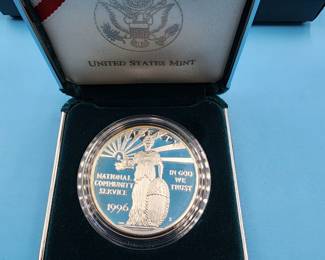 UNITED STATES MINT
LIBERTY
NATIONAL
COMMUNITY
SERVICE
IN GOD
WE
TRUST
1996
S